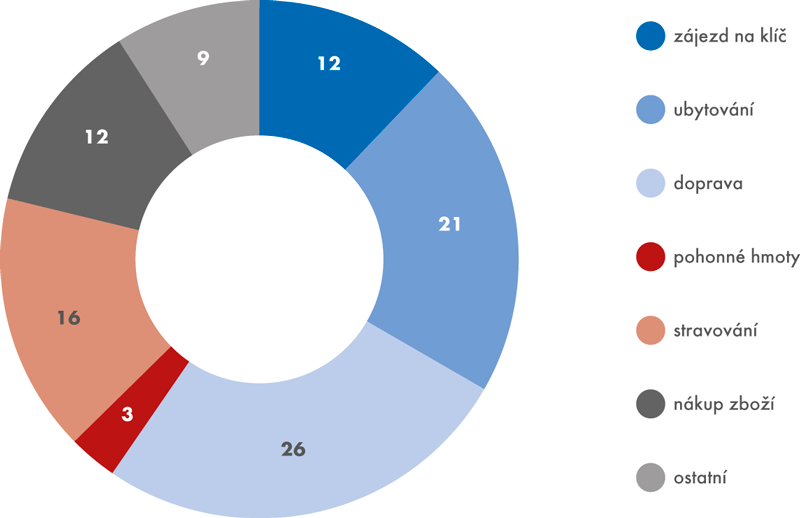 9
12
zájezd na klíč
ubytování
12
doprava
21
pohonné hmoty
16
stravování
nákup zboží
3
26
ostatní